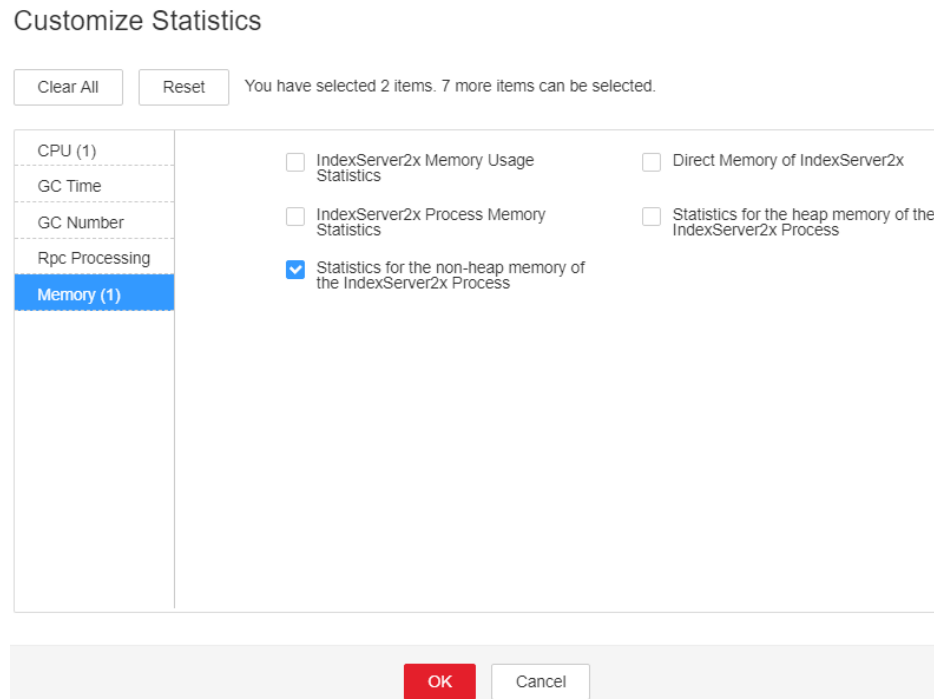 Customize Statistics
Clear All
Reset
You have selected 2 items. 7 more items can be selected.
CPU (1)
GC Time
GC Number
Rpc Processing
Memory (1)
IndexServer2x Memory Usage
Statistics
Direct Memory of IndexServer2x
IndexServer2x Process Memory
Statistics
Statistics for the heap memory of the
IndexServer2x Process
Statistics for the non-heap memory of
the IndexServer2x Process
OK
Cancel